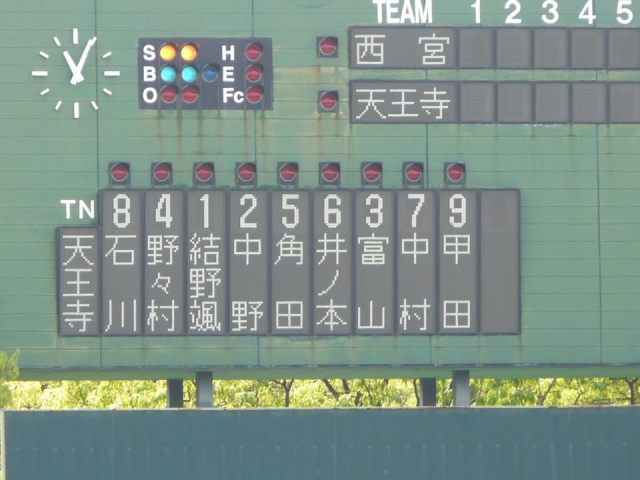 TEAM 1 2 3 4 5
S H
西宮
B E
O Fc
天王寺
TN 8 4 1 2 5 6 3 7 9
天王寺
石川
野々村
結野颯
中野
角田
井ノ本
富山
中村
甲田